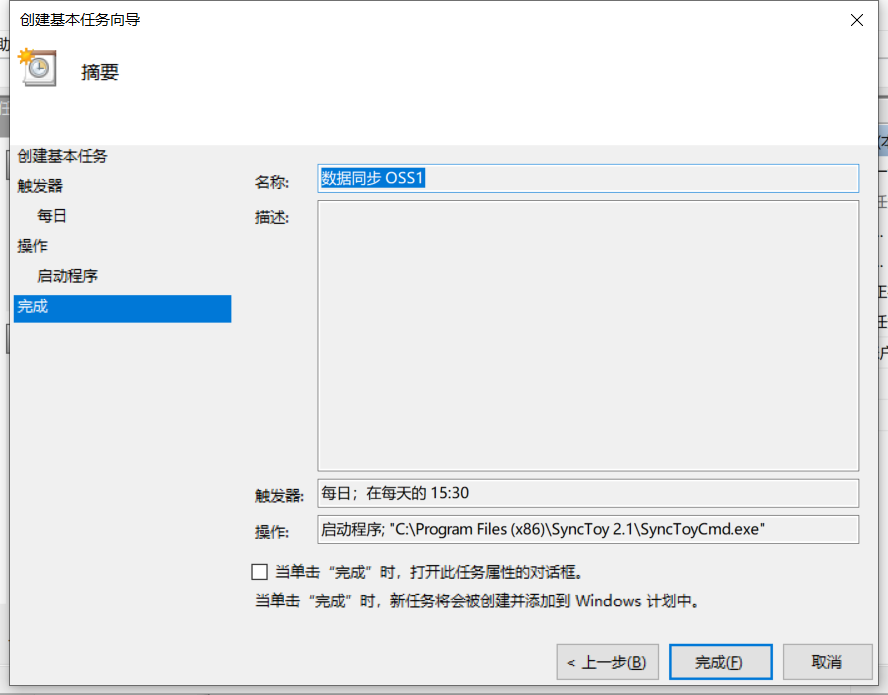 创建基本任务向导
摘要
创建基本任务
触发器
每日
操作
启动程序
完成
名称: 数据同步 OSS1
描述:
触发器: 每日；在每天的 15:30
操作: 启动程序; "C:\Program Files (x86)\SyncToy 2.1\SyncToyCmd.exe"
当单击“完成”时，打开此任务属性的对话框。
当单击“完成”时，新任务将会被创建并添加到 Windows 计划中。
< 上一步(B) 完成(F) 取消